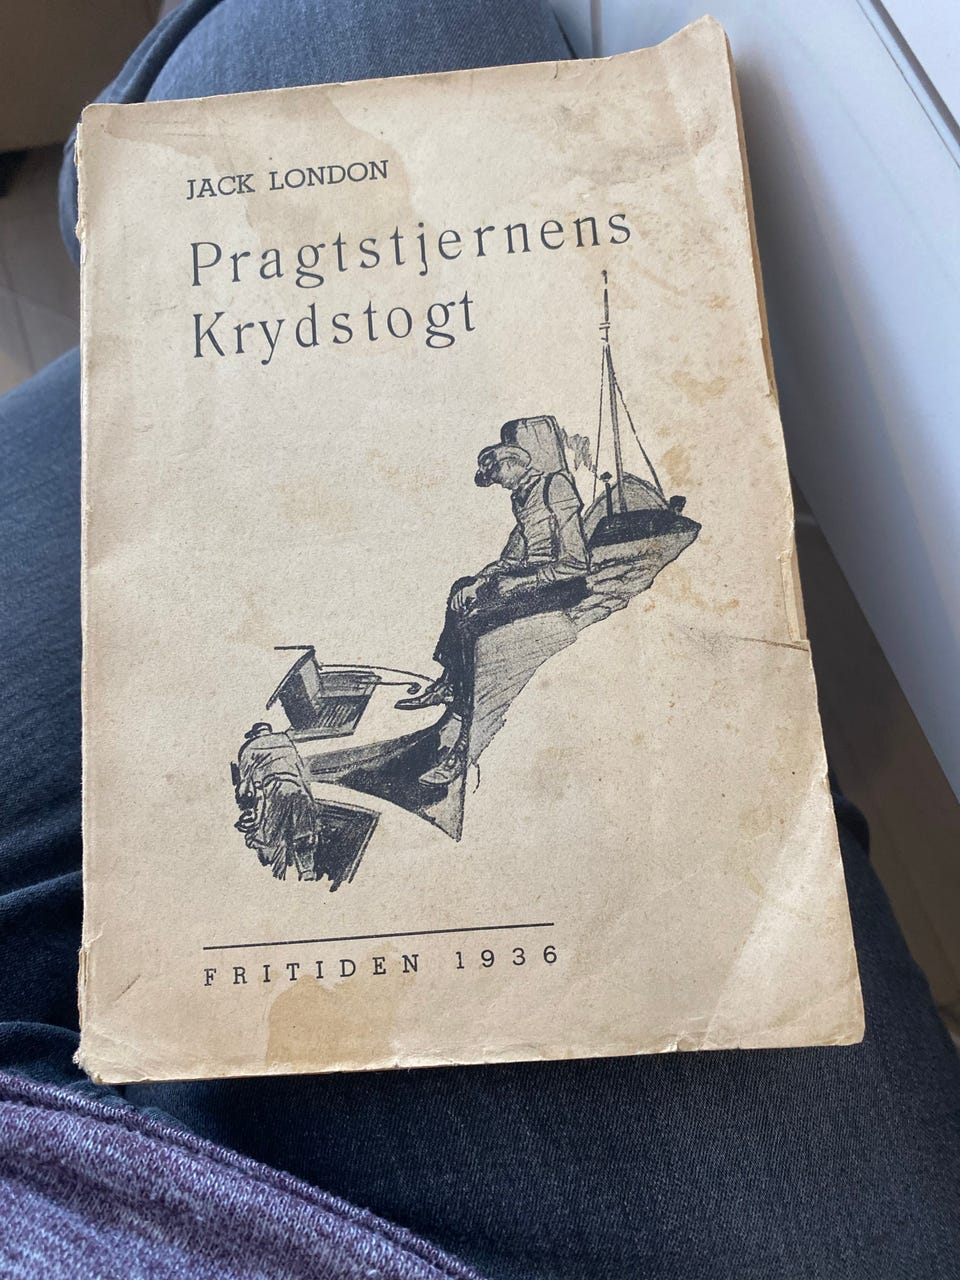 JACK LONDON
Pragtstjernens
Krydstogt
FRITIDEN 1936